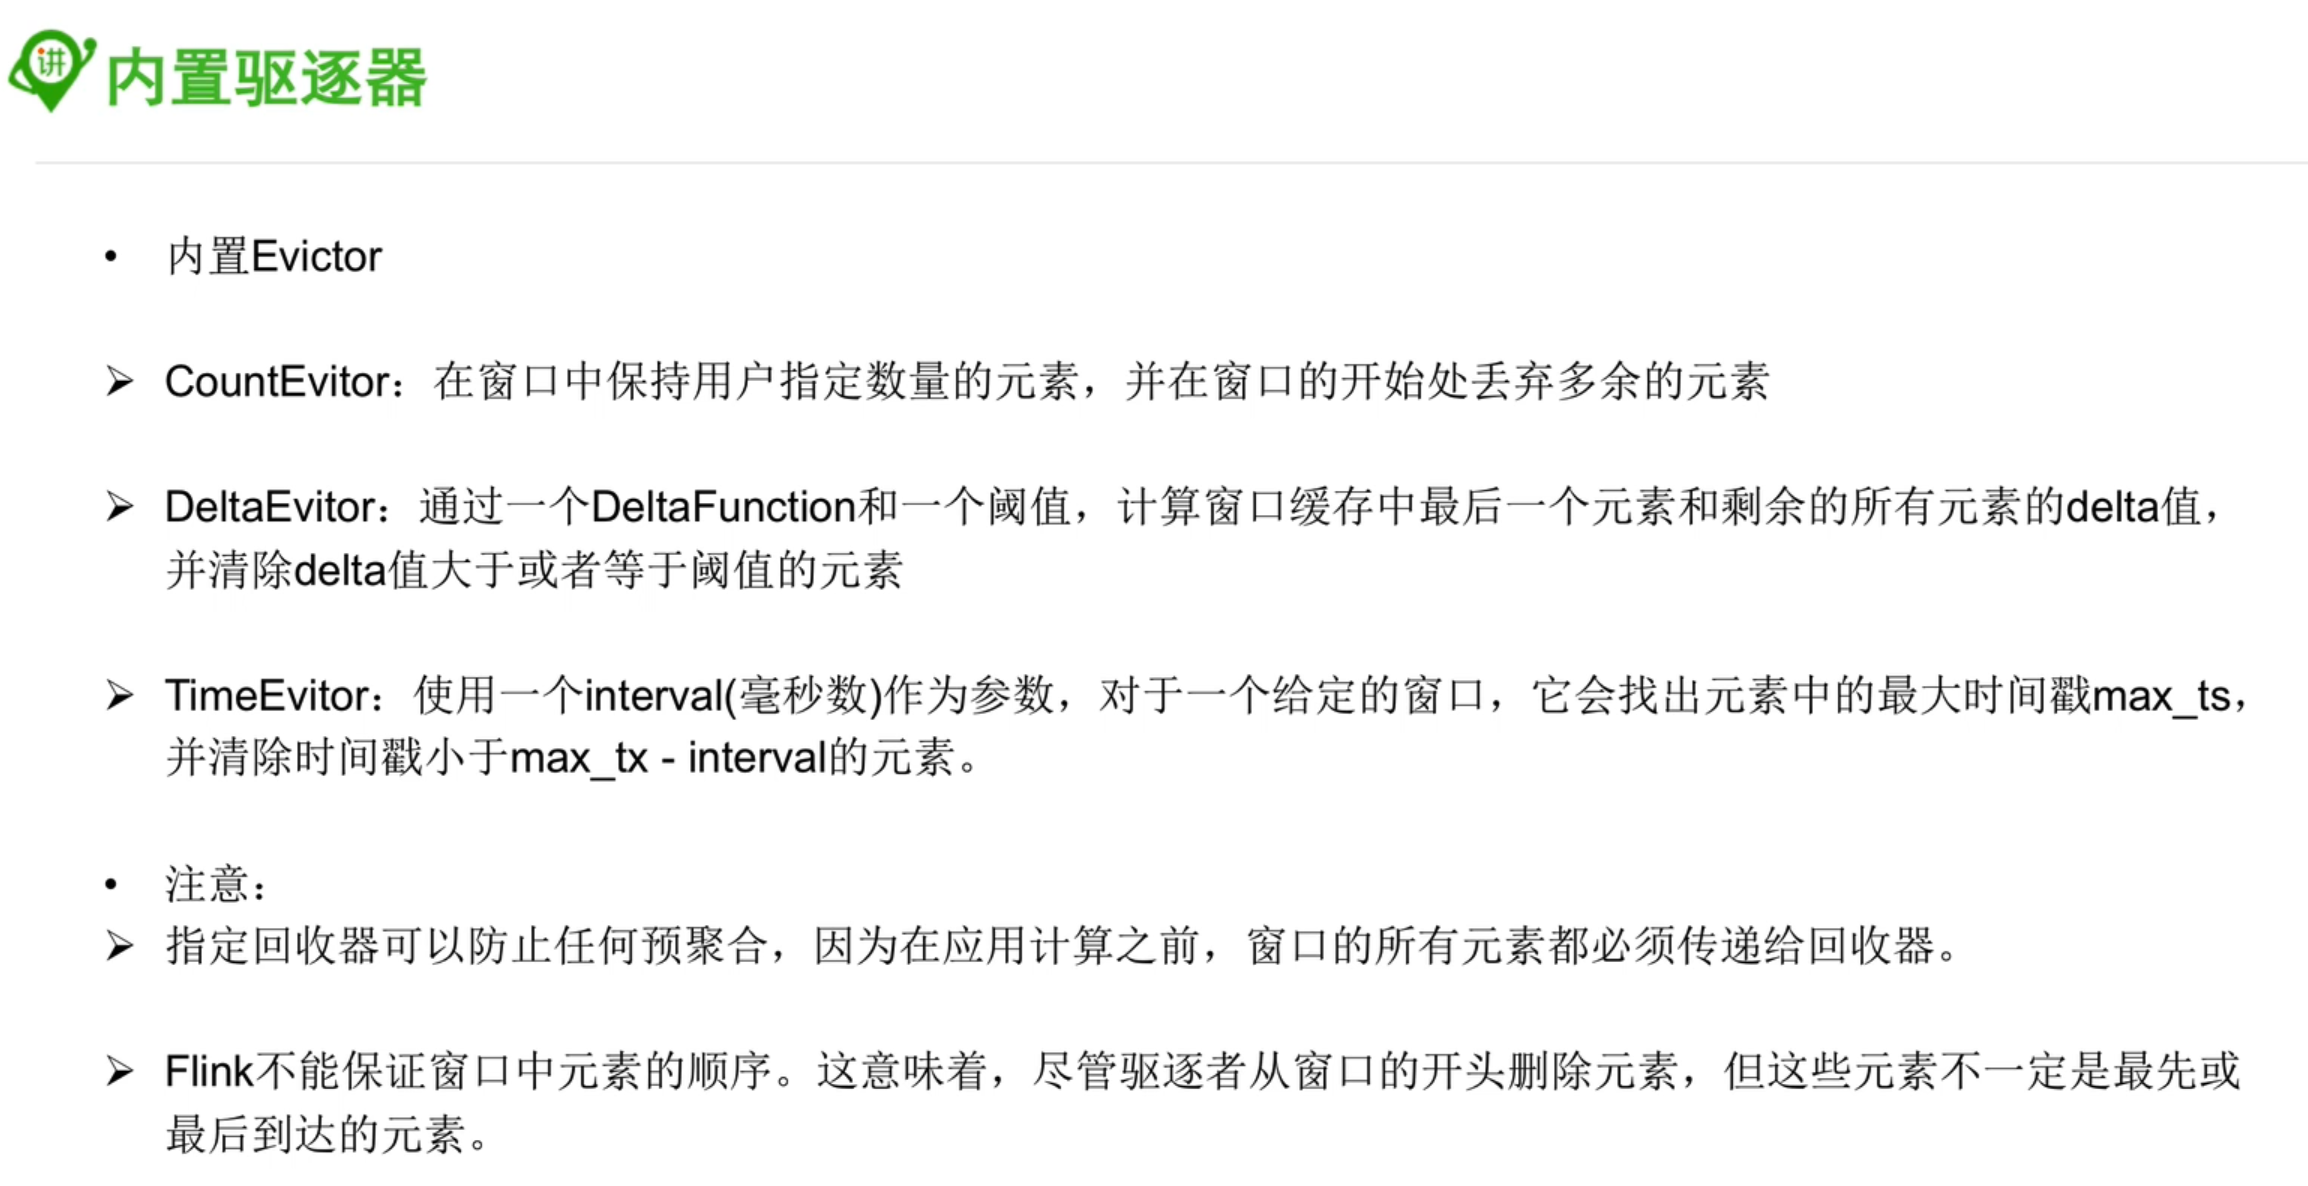 讲
内置驱逐器
• 内置Evictor
➢ CountEvitor：在窗口中保持用户指定数量的元素，并在窗口的开始处丢弃多余的元素
➢ DeltaEvitor：通过一个DeltaFunction和一个阈值，计算窗口缓存中最后一个元素和剩余的所有元素的delta值，
并清除delta值大于或者等于阈值的元素
➢ TimeEvitor：使用一个interval(毫秒数)作为参数，对于一个给定的窗口，它会找出元素中的最大时间戳max_ts，
并清除时间戳小于max_tx - interval的元素。
• 注意：
➢ 指定回收器可以防止任何预聚合，因为在应用计算之前，窗口的所有元素都必须传递给回收器。
➢ Flink不能保证窗口中元素的顺序。这意味着，尽管驱逐者从窗口的开头删除元素，但这些元素不一定是最先或
最后到达的元素。